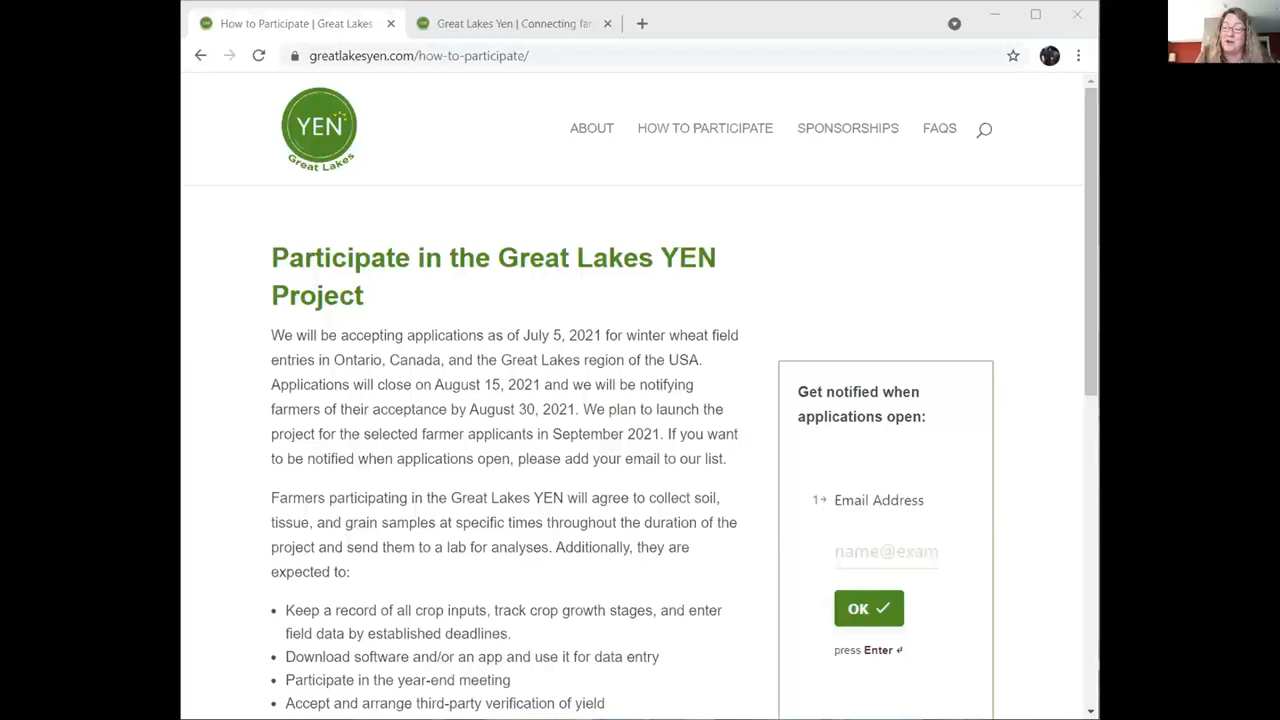 How to Participate | Great Lakes
Great Lakes Yen | Connecting far
greatlakesyen.com/how-to-participate/
YEN
Great Lakes
ABOUT
HOW TO PARTICIPATE
SPONSORSHIPS
FAQS
Participate in the Great Lakes YEN
Project
We will be accepting applications as of July 5, 2021 for winter wheat field
entries in Ontario, Canada, and the Great Lakes region of the USA.
Applications will close on August 15, 2021 and we will be notifying
farmers of their acceptance by August 30, 2021. We plan to launch the
project for the selected farmer applicants in September 2021. If you want
to be notified when applications open, please add your email to our list.
Farmers participating in the Great Lakes YEN will agree to collect soil,
tissue, and grain samples at specific times throughout the duration of the
project and send them to a lab for analyses. Additionally, they are
expected to:
• Keep a record of all crop inputs, track crop growth stages, and enter
field data by established deadlines.
• Download software and/or an app and use it for data entry
• Participate in the year-end meeting
• Accept and arrange third-party verification of yield
Get notified when
applications open:
1 Email Address
name@exam
OK
press Enter